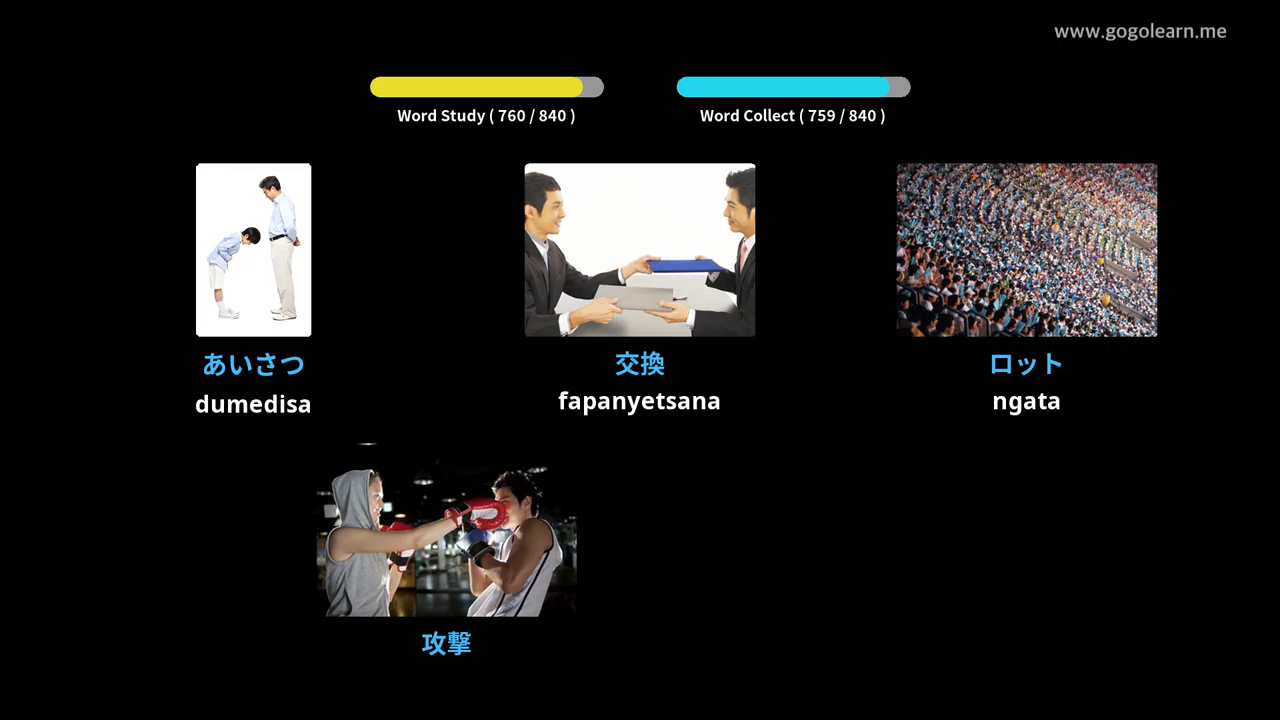 www.gogolearn.me
Word Study ( 760 / 840 )
Word Collect ( 759 / 840 )
あいさつ
dumedisa
交換
fapanyetsana
ロット
ngata
攻撃